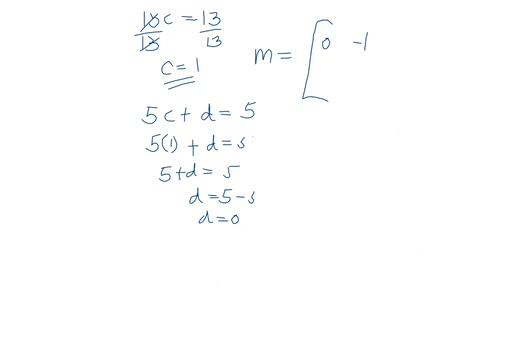 13c = 13
13 13
c = 1
m = [ 0 -1
5c + d = 5
5(1) + d = 5
5+d = 5
d = 5-5
d = 0